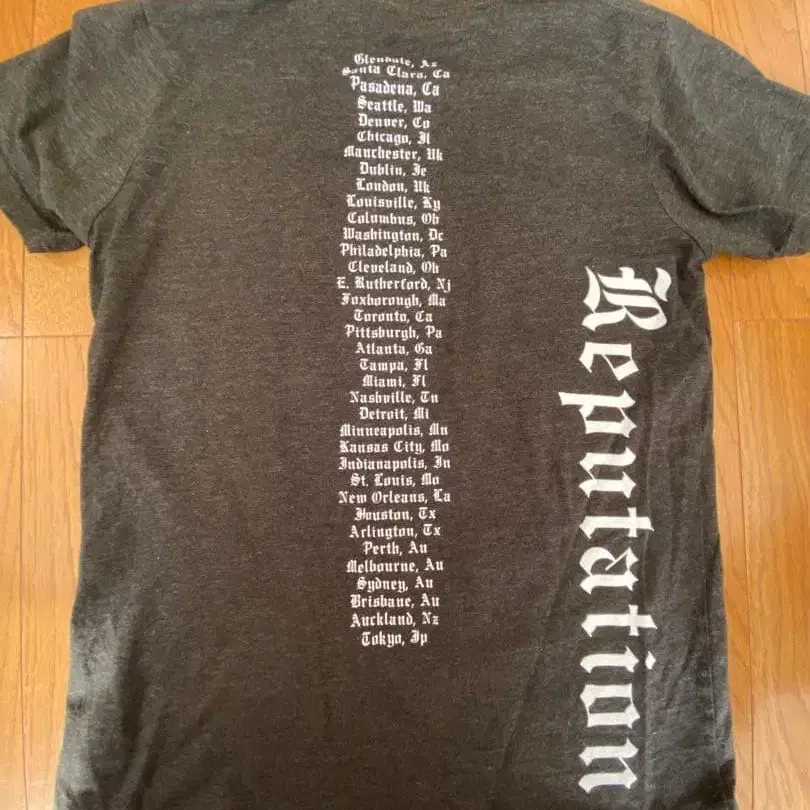 Glendale, Az
Santa Clara, Ca
Pasadena, Ca
Seattle, Wa
Denver, Co
Chicago, Il
Manchester, Uk
Dublin, Ie
London, Uk
Louisville, Ky
Columbus, Oh
Washington, Dc
Philadelphia, Pa
Cleveland, Oh
E. Rutherford, Nj
Foxborough, Ma
Toronto, Ca
Pittsburgh, Pa
Atlanta, Ga
Tampa, Fl
Miami, Fl
Nashville, Tn
Detroit, Mi
Minneapolis, Mn
Kansas City, Mo
Indianapolis, In
St. Louis, Mo
New Orleans, La
Houston, Tx
Arlington, Tx
Perth, Au
Melbourne, Au
Sydney, Au
Brisbane, Au
Auckland, Nz
Tokyo, Jp
Reputation